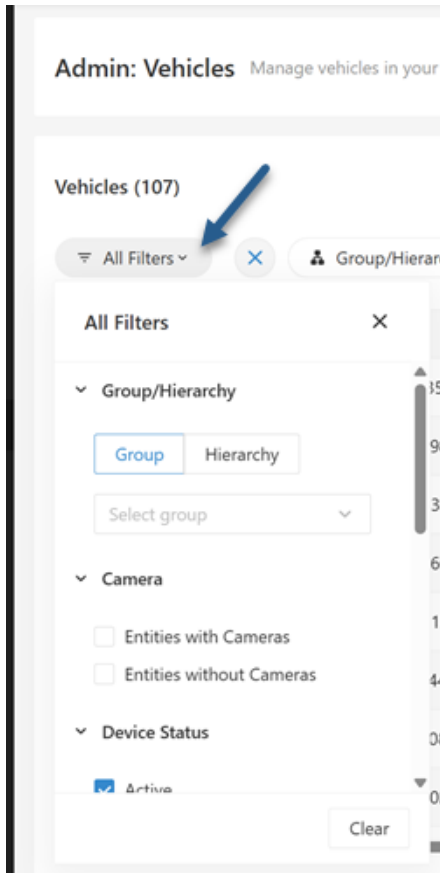 Admin: Vehicles Manage vehicles in your
Vehicles (107)
All Filters Group/Hierar
All Filters
Group/Hierarchy
Group Hierarchy
Select group
Camera
Entities with Cameras
Entities without Cameras
Device Status
Active
Clear